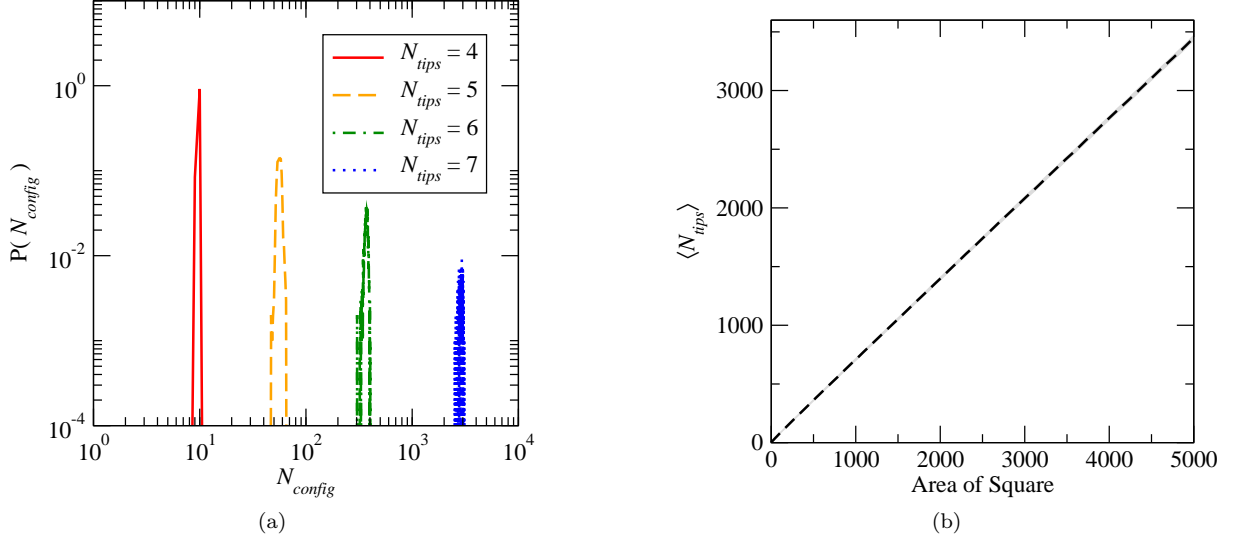 10^0
10^-2
10^-4
P( N_config )
10^0
10^1
10^2
10^3
10^4
N_config
N_tips = 4
N_tips = 5
N_tips = 6
N_tips = 7
(a)
3000
2000
1000
0
⟨N_tips⟩
0
1000
2000
3000
4000
5000
Area of Square
(b)